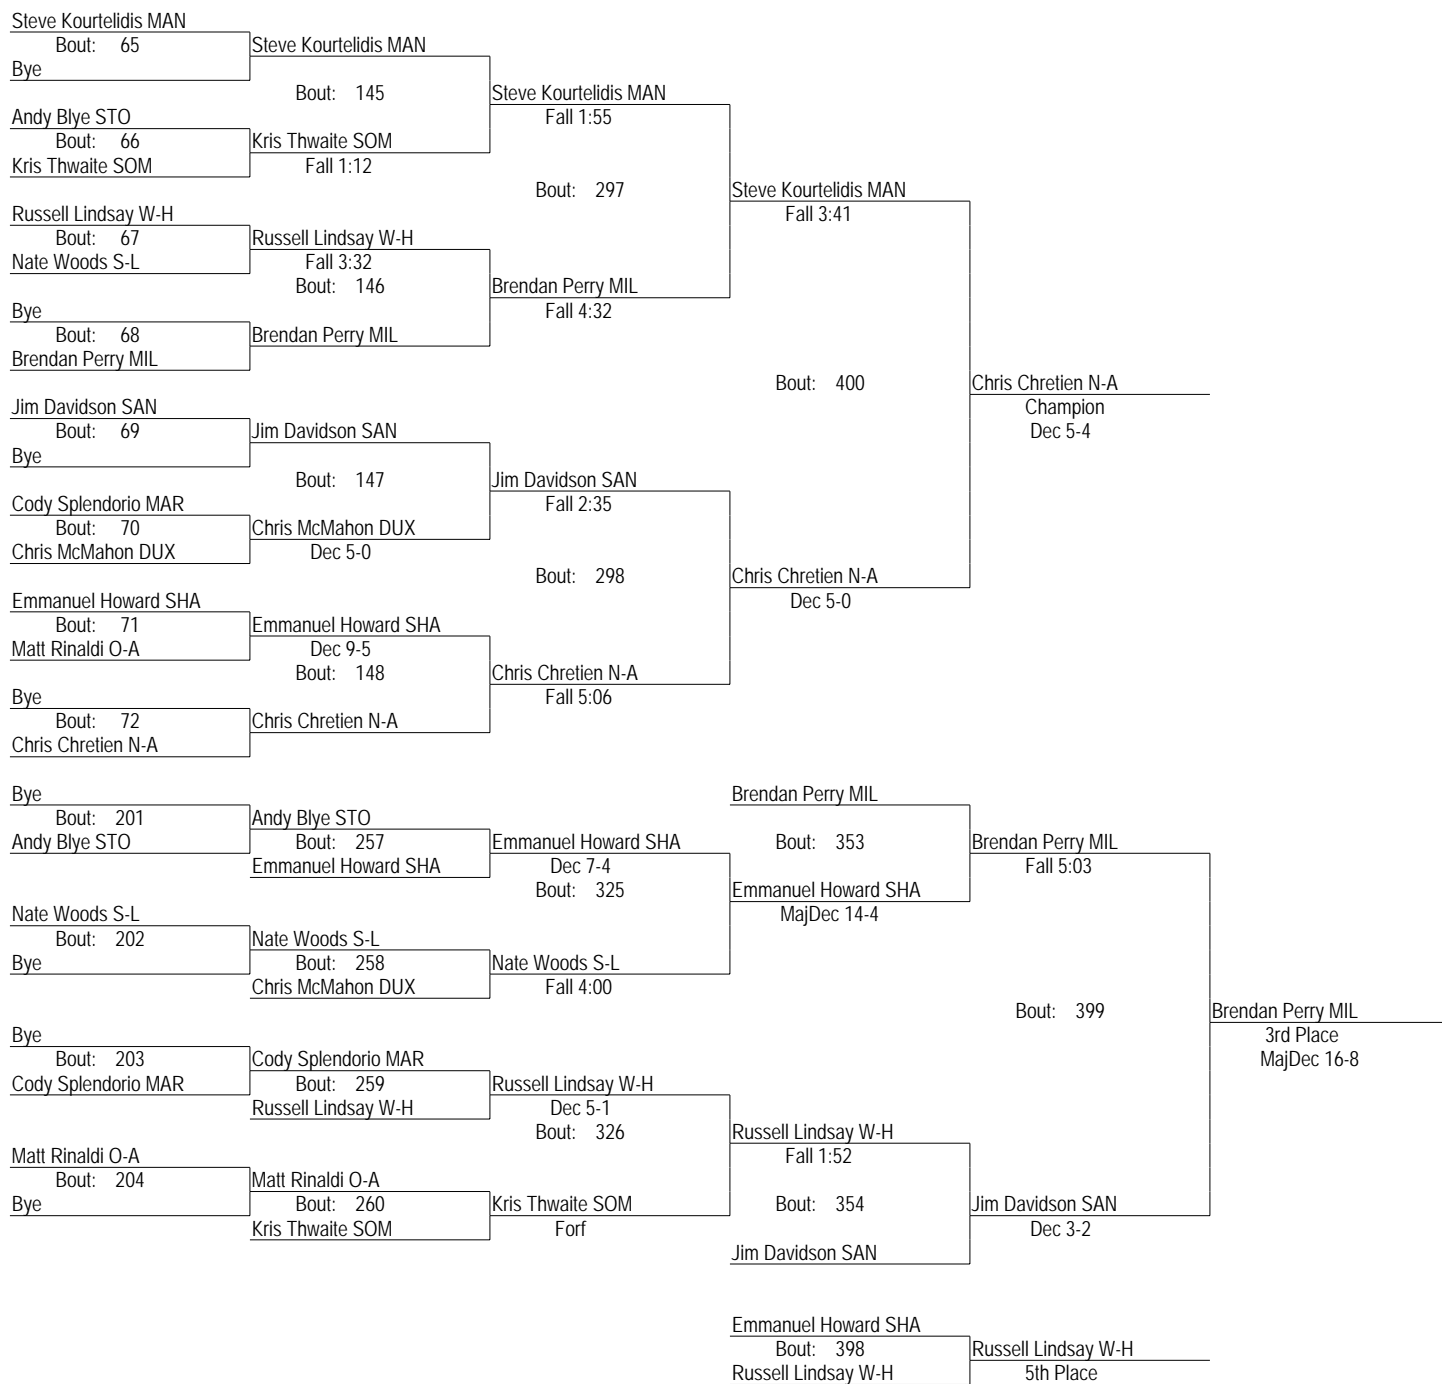 Steve Kourtelidis MAN
Bout: 65
Steve Kourtelidis MAN
Bye
Bout: 145
Steve Kourtelidis MAN
Fall 1:55
Andy Blye STO
Bout: 66
Kris Thwaite SOM
Kris Thwaite SOM
Fall 1:12
Bout: 297
Steve Kourtelidis MAN
Fall 3:41
Russell Lindsay W-H
Bout: 67
Russell Lindsay W-H
Nate Woods S-L
Fall 3:32
Bout: 146
Brendan Perry MIL
Fall 4:32
Bye
Bout: 68
Brendan Perry MIL
Brendan Perry MIL
Bout: 400
Chris Chretien N-A
Champion
Dec 5-4
Jim Davidson SAN
Bout: 69
Jim Davidson SAN
Bye
Bout: 147
Jim Davidson SAN
Fall 2:35
Cody Splendorio MAR
Bout: 70
Chris McMahon DUX
Chris McMahon DUX
Dec 5-0
Bout: 298
Chris Chretien N-A
Dec 5-0
Emmanuel Howard SHA
Bout: 71
Emmanuel Howard SHA
Matt Rinaldi O-A
Dec 9-5
Bout: 148
Chris Chretien N-A
Fall 5:06
Bye
Bout: 72
Chris Chretien N-A
Chris Chretien N-A
Bye
Bout: 201
Andy Blye STO
Andy Blye STO
Bout: 257
Emmanuel Howard SHA
Emmanuel Howard SHA
Dec 7-4
Bout: 325
Brendan Perry MIL
Bout: 353
Brendan Perry MIL
Fall 5:03
Emmanuel Howard SHA
MajDec 14-4
Nate Woods S-L
Bout: 202
Nate Woods S-L
Bye
Bout: 258
Nate Woods S-L
Chris McMahon DUX
Fall 4:00
Bout: 399
Brendan Perry MIL
3rd Place
MajDec 16-8
Bye
Bout: 203
Cody Splendorio MAR
Cody Splendorio MAR
Bout: 259
Russell Lindsay W-H
Russell Lindsay W-H
Dec 5-1
Bout: 326
Russell Lindsay W-H
Fall 1:52
Matt Rinaldi O-A
Bout: 204
Matt Rinaldi O-A
Bye
Bout: 260
Kris Thwaite SOM
Kris Thwaite SOM
Forf
Bout: 354
Jim Davidson SAN
Dec 3-2
Jim Davidson SAN
Emmanuel Howard SHA
Bout: 398
Russell Lindsay W-H
Russell Lindsay W-H
5th Place